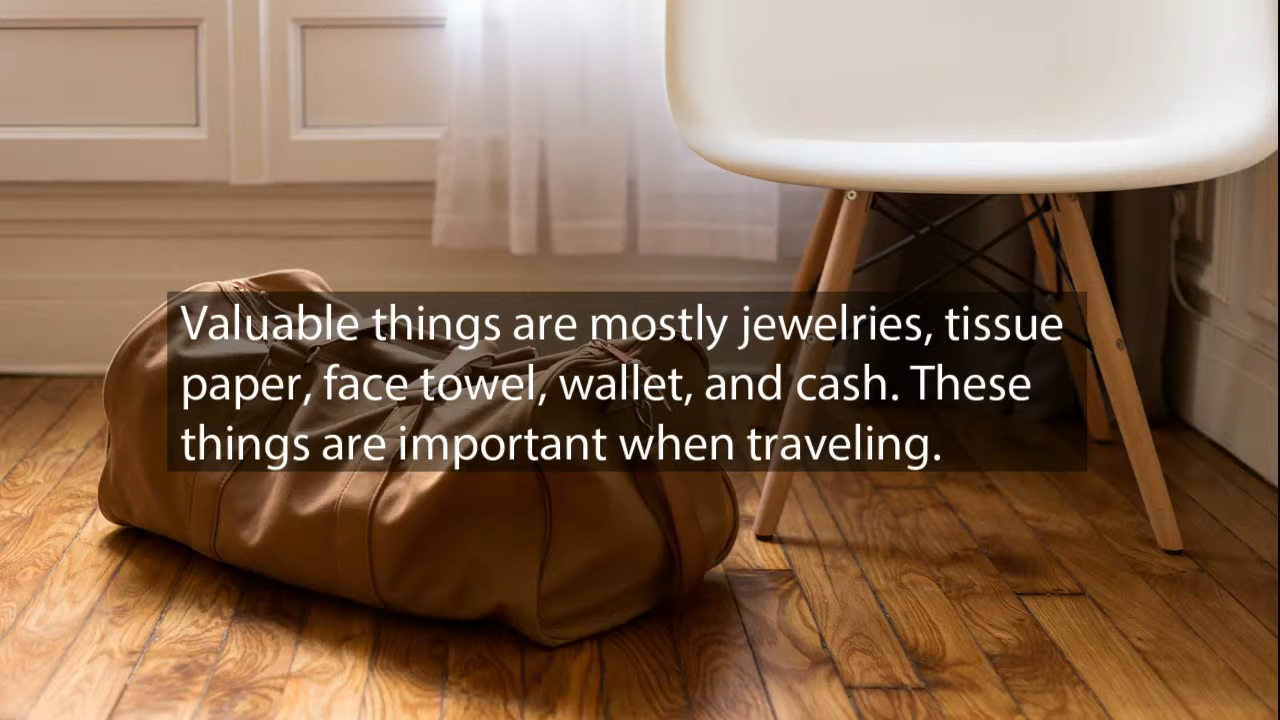 Valuable things are mostly jewelries, tissue
paper, face towel, wallet, and cash. These
things are important when traveling.